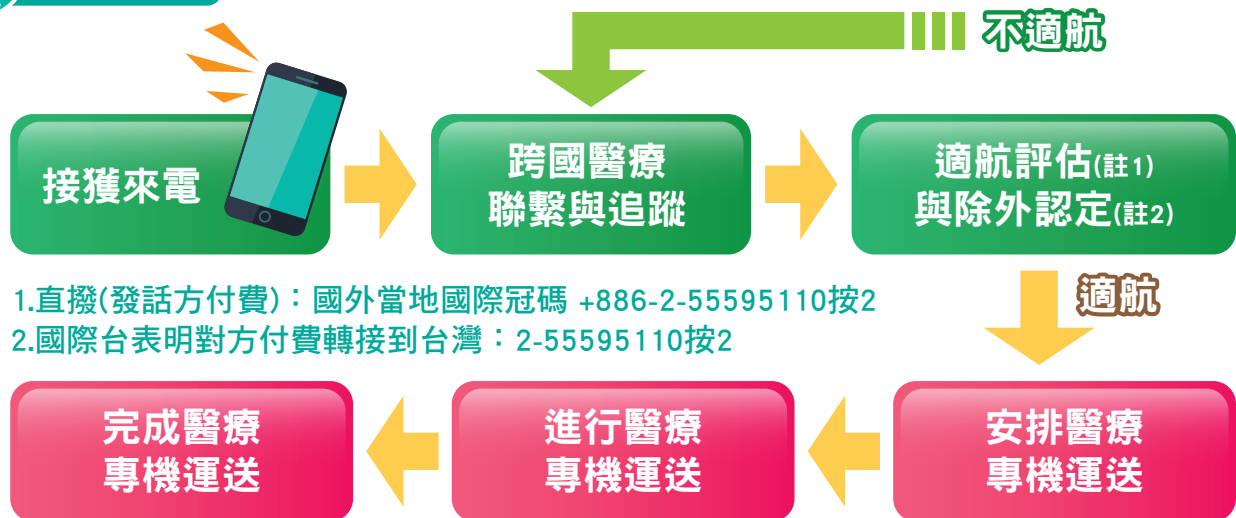 不適航
接獲來電
跨國醫療
聯繫與追蹤
適航評估(註1)
與除外認定(註2)
1.直撥(發話方付費)：國外當地國際冠碼 +886-2-55595110按2
2.國際台表明對方付費轉接到台灣：2-55595110按2
適航
完成醫療
專機運送
進行醫療
專機運送
安排醫療
專機運送